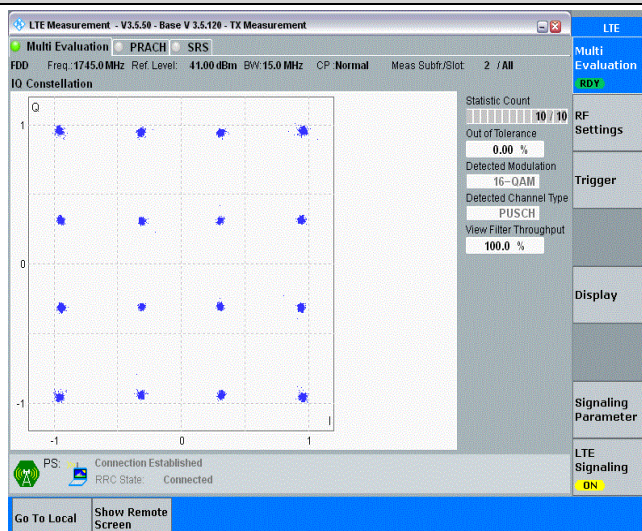 LTE Measurement - V3.5.50 - Base V 3.5.120 - TX Measurement
LTE
Multi Evaluation PRACH SRS
Multi
Evaluation
RDY
FDD Freq.:1745.0 MHz Ref. Level: 41.00 dBm BW:15.0 MHz CP :Normal Meas Subfr./Slot: 2 / All
IQ Constellation
Q
1
0
-1
-1 0 1
I
Statistic Count
10 / 10
Out of Tolerance
0.00 %
Detected Modulation
16-QAM
Detected Channel Type
PUSCH
View Filter Throughput
100.0 %
RF
Settings
Trigger
Display
Signaling
Parameter
LTE
Signaling
ON
PS: Connection Established
RRC State: Connected
Go To Local
Show Remote
Screen